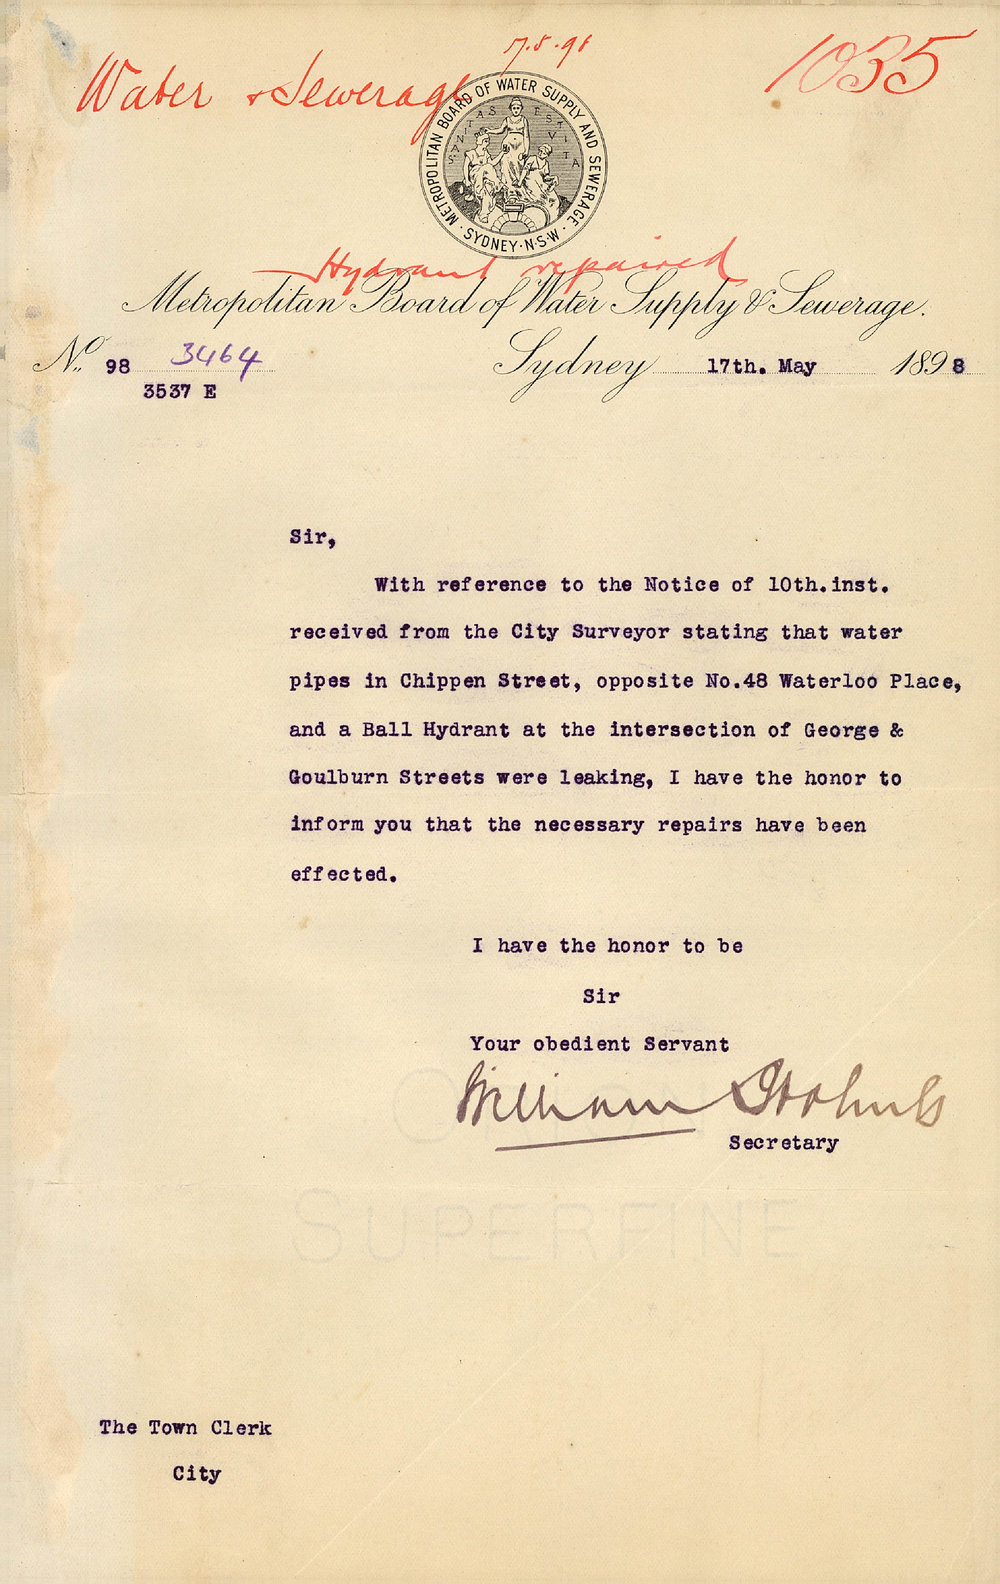 17.5.98
1035
Water & Sewerage
METROPOLITAN BOARD OF WATER SUPPLY AND SEWERAGE
SANITAS EST VITA
· SYDNEY · N · S · W ·
Hydrant repaired
Metropolitan Board of Water Supply & Sewerage.
No. 98 3464 Sydney 17th. May 1898
3537 E
Sir,
With reference to the Notice of 10th.inst.
received from the City Surveyor stating that water
pipes in Chippen Street, opposite No.48 Waterloo Place,
and a Ball Hydrant at the intersection of George &
Goulburn Streets were leaking, I have the honor to
inform you that the necessary repairs have been
effected.
I have the honor to be
Sir
Your obedient Servant
William
Secretary
SUPERFINE
The Town Clerk
City